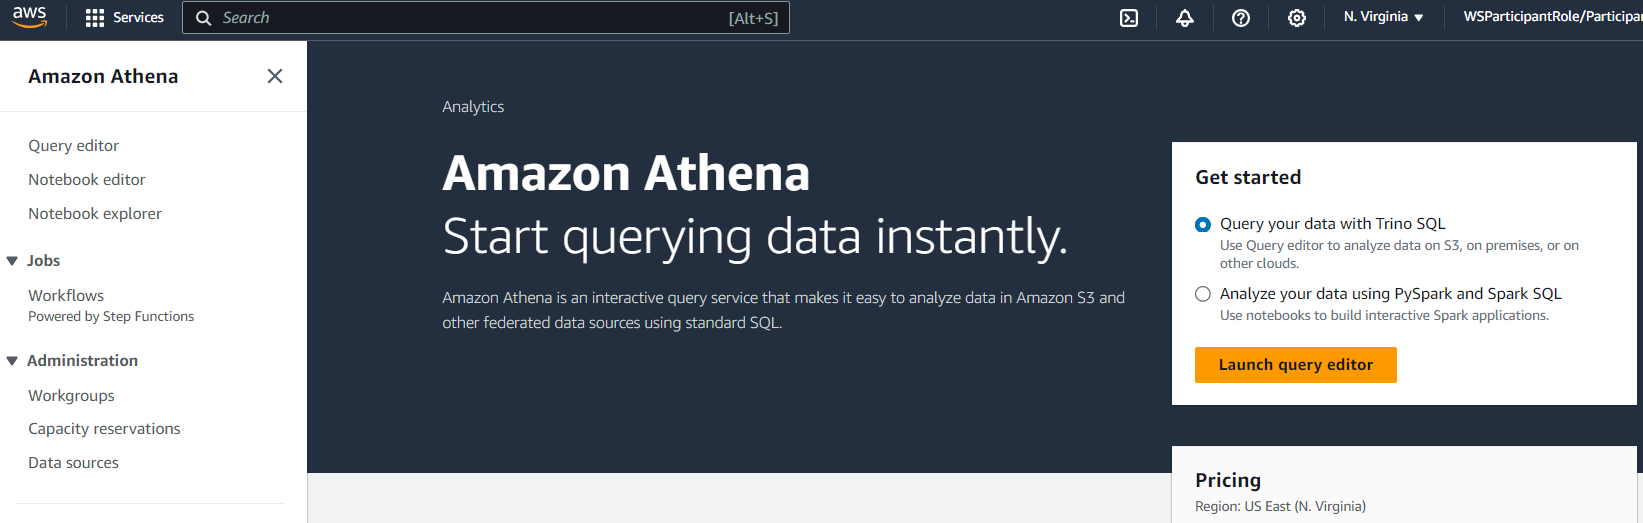 aws
Services
Search
[Alt+S]
N. Virginia
WSParticipantRole/Participa
Amazon Athena
Query editor
Notebook editor
Notebook explorer
Jobs
Workflows
Powered by Step Functions
Administration
Workgroups
Capacity reservations
Data sources
Analytics
Amazon Athena
Start querying data instantly.
Amazon Athena is an interactive query service that makes it easy to analyze data in Amazon S3 and
other federated data sources using standard SQL.
Get started
Query your data with Trino SQL
Use Query editor to analyze data on S3, on premises, or on
other clouds.
Analyze your data using PySpark and Spark SQL
Use notebooks to build interactive Spark applications.
Launch query editor
Pricing
Region: US East (N. Virginia)